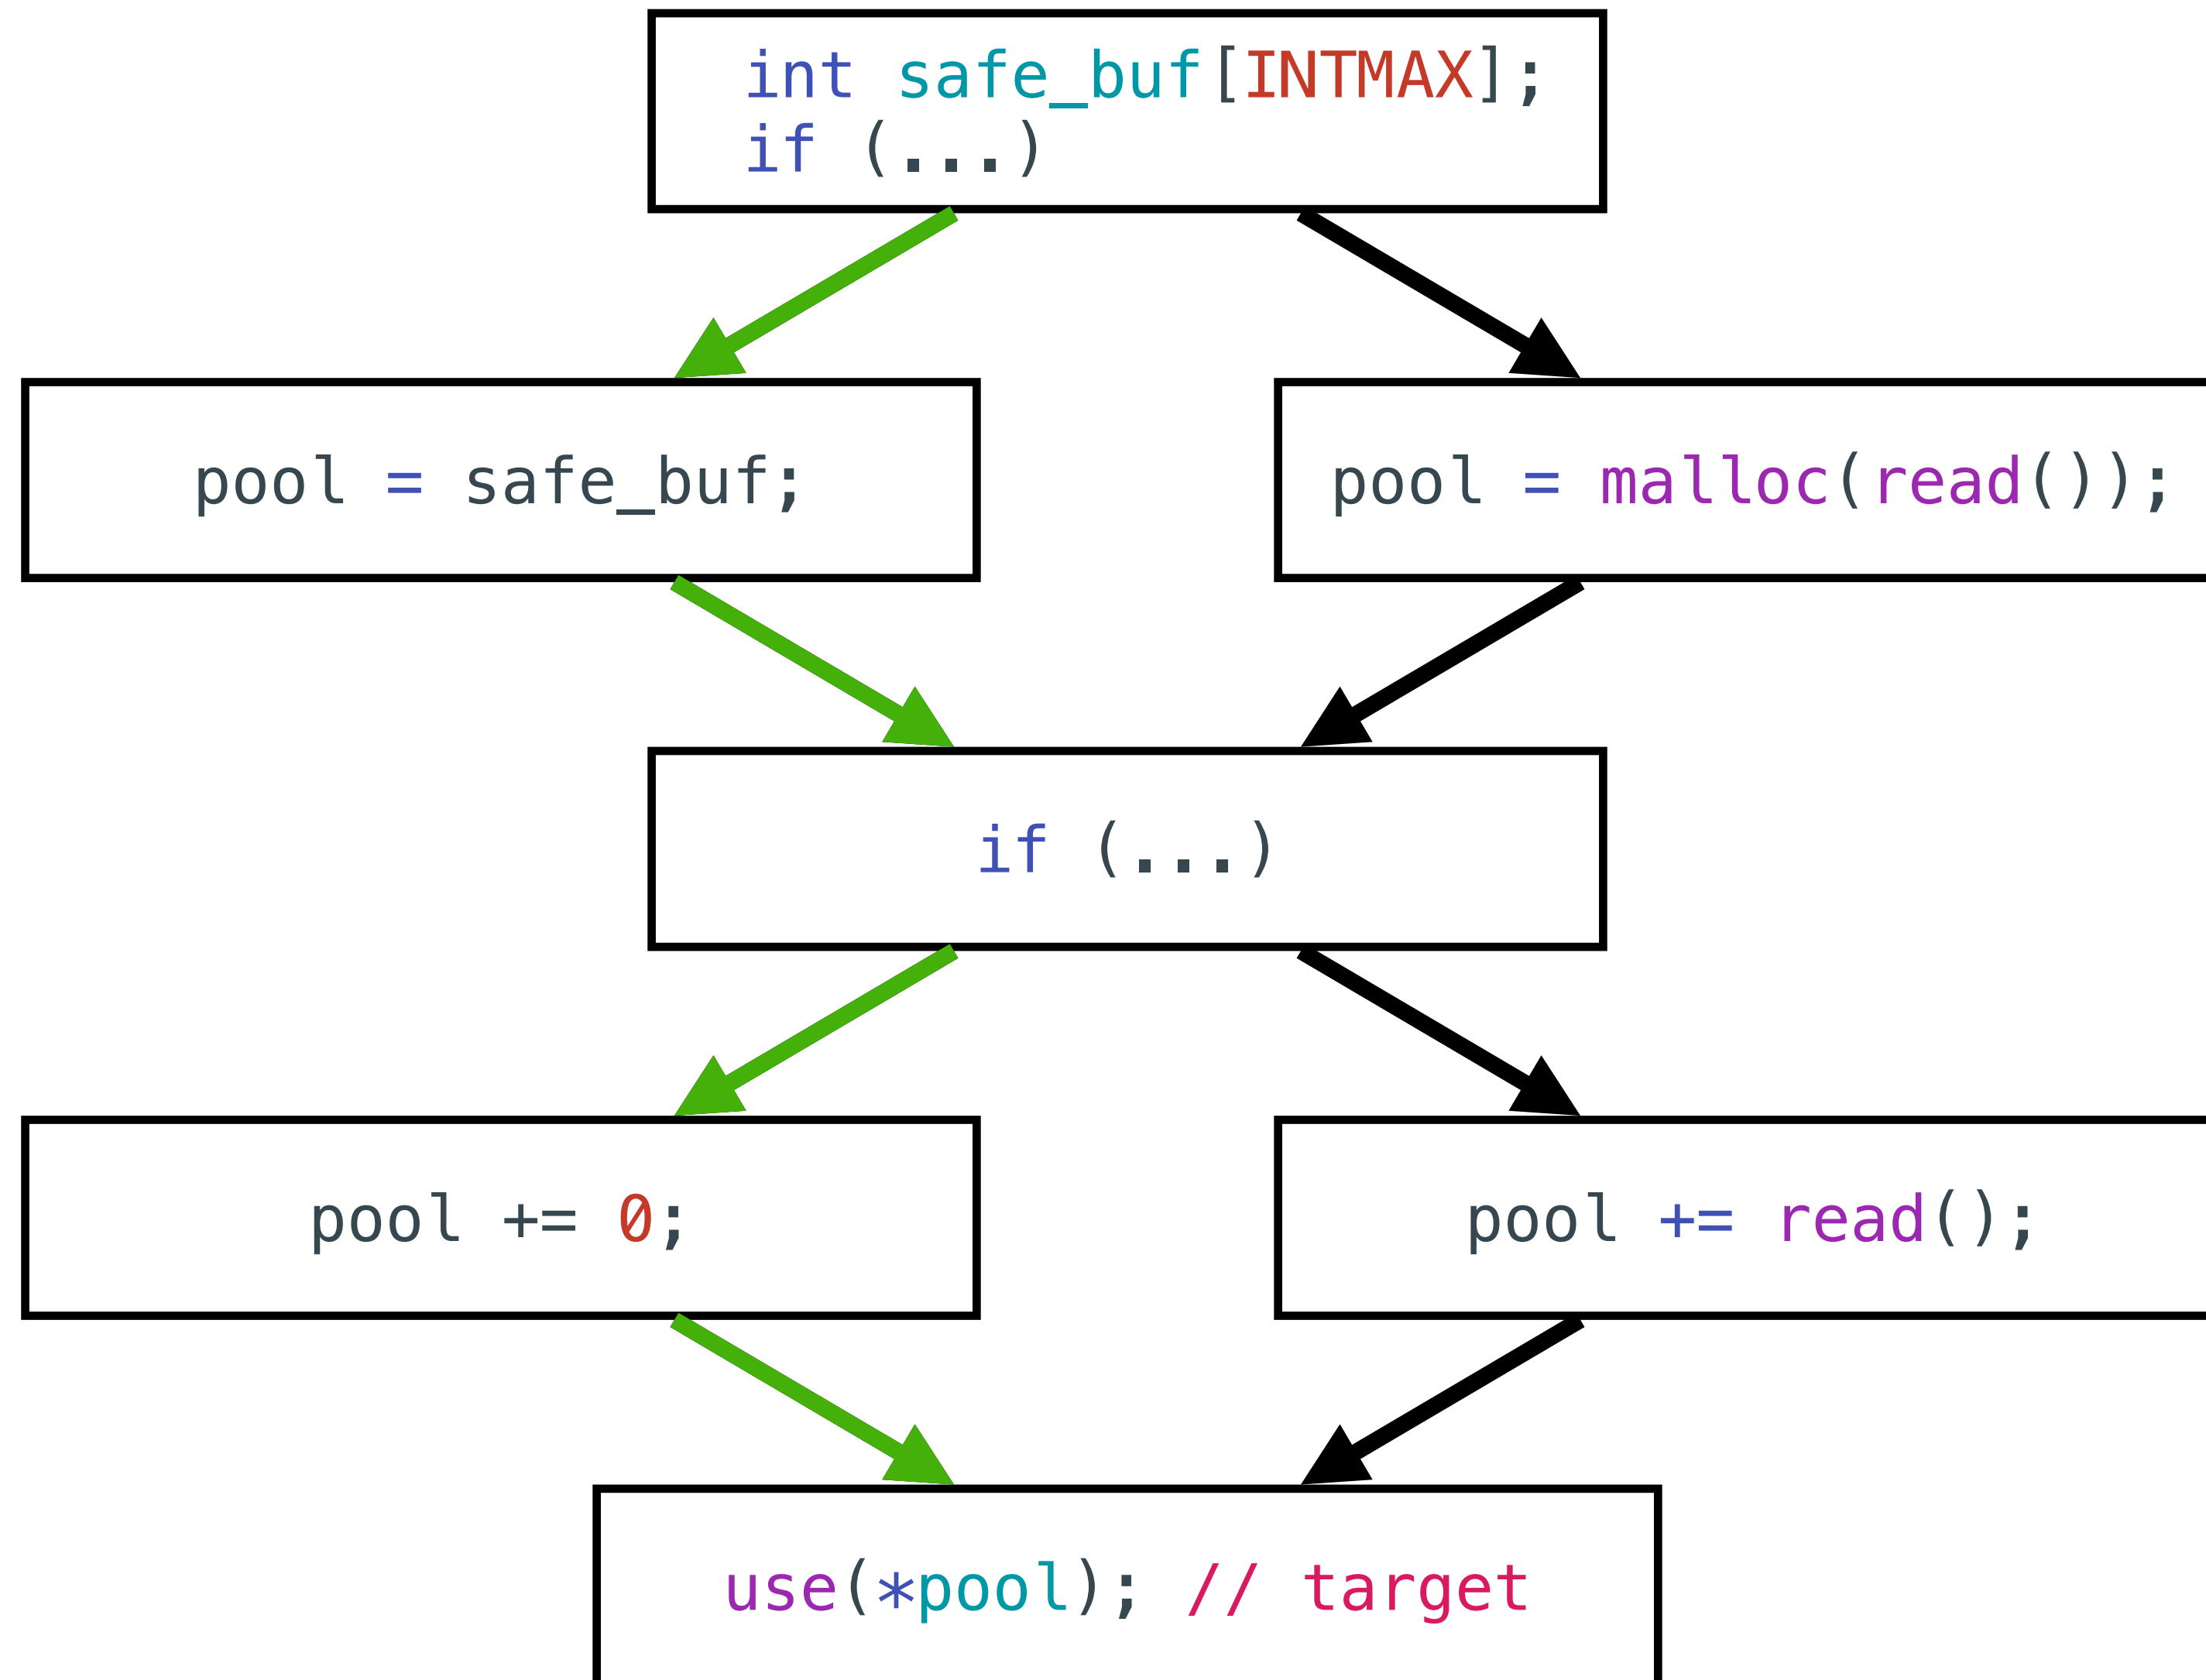 int safe_buf[INTMAX];
if (...)
pool = safe_buf;
pool = malloc(read());
if (...)
pool += 0;
pool += read();
use(*pool); // target